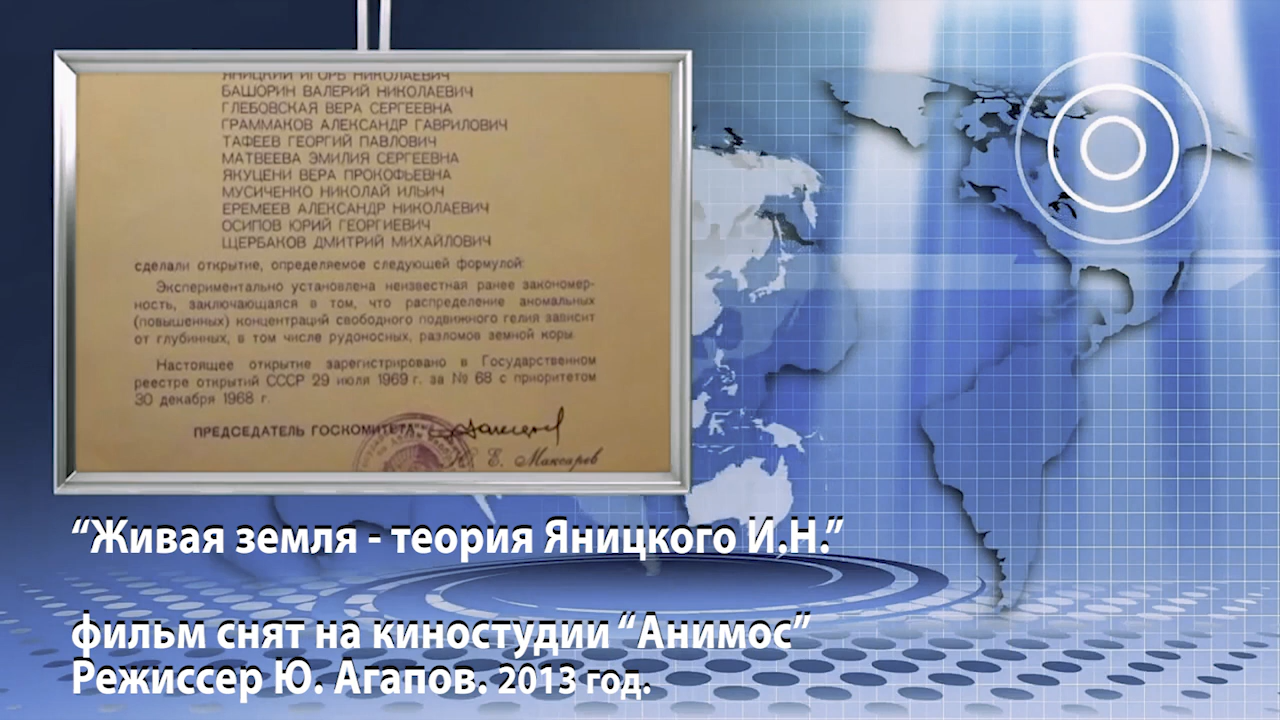 ЯНИЦКИЙ ИГОРЬ НИКОЛАЕВИЧ
БАШОРИН ВАЛЕРИЙ НИКОЛАЕВИЧ
ГЛЕБОВСКАЯ ВЕРА СЕРГЕЕВНА
ГРАММАКОВ АЛЕКСАНДР ГАВРИЛОВИЧ
ТАФЕЕВ ГЕОРГИЙ ПАВЛОВИЧ
МАТВЕЕВА ЭМИЛИЯ СЕРГЕЕВНА
ЯКУЦЕНИ ВЕРА ПРОКОФЬЕВНА
МУСИЧЕНКО НИКОЛАЙ ИЛЬИЧ
ЕРЕМЕЕВ АЛЕКСАНДР НИКОЛАЕВИЧ
ОСИПОВ ЮРИЙ ГЕОРГИЕВИЧ
ЩЕРБАКОВ ДМИТРИЙ МИХАЙЛОВИЧ
сделали открытие, определяемое следующей формулой:
Экспериментально установлена неизвестная ранее закономер-
ность, заключающаяся в том, что распределение аномальных
(повышенных) концентраций свободного подвижного гелия зависит
от глубинных, в том числе рудоносных, разломов земной коры.
Настоящее открытие зарегистрировано в Государственном
реестре открытий СССР 29 июля 1969 г. за № 68 с приоритетом
30 декабря 1968 г.
ПРЕДСЕДАТЕЛЬ ГОСКОМИТЕТА
Е. Максарев
“Живая земля - теория Яницкого И.Н.”
фильм снят на киностудии “Анимос”
Режиссер Ю. Агапов. 2013 год.